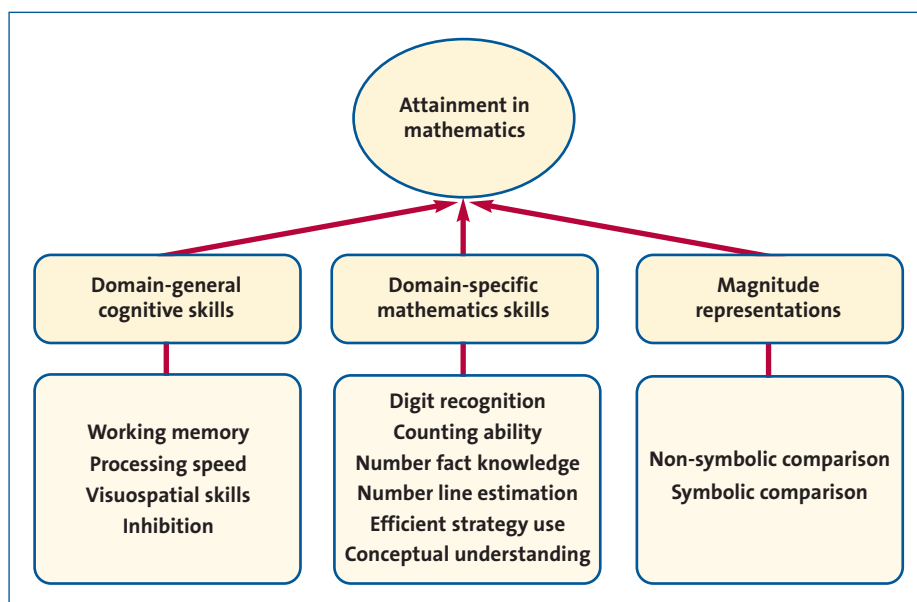 Attainment in
mathematics
Domain-general
cognitive skills
Domain-specific
mathematics skills
Magnitude
representations
Working memory
Processing speed
Visuospatial skills
Inhibition
Digit recognition
Counting ability
Number fact knowledge
Number line estimation
Efficient strategy use
Conceptual understanding
Non-symbolic comparison
Symbolic comparison